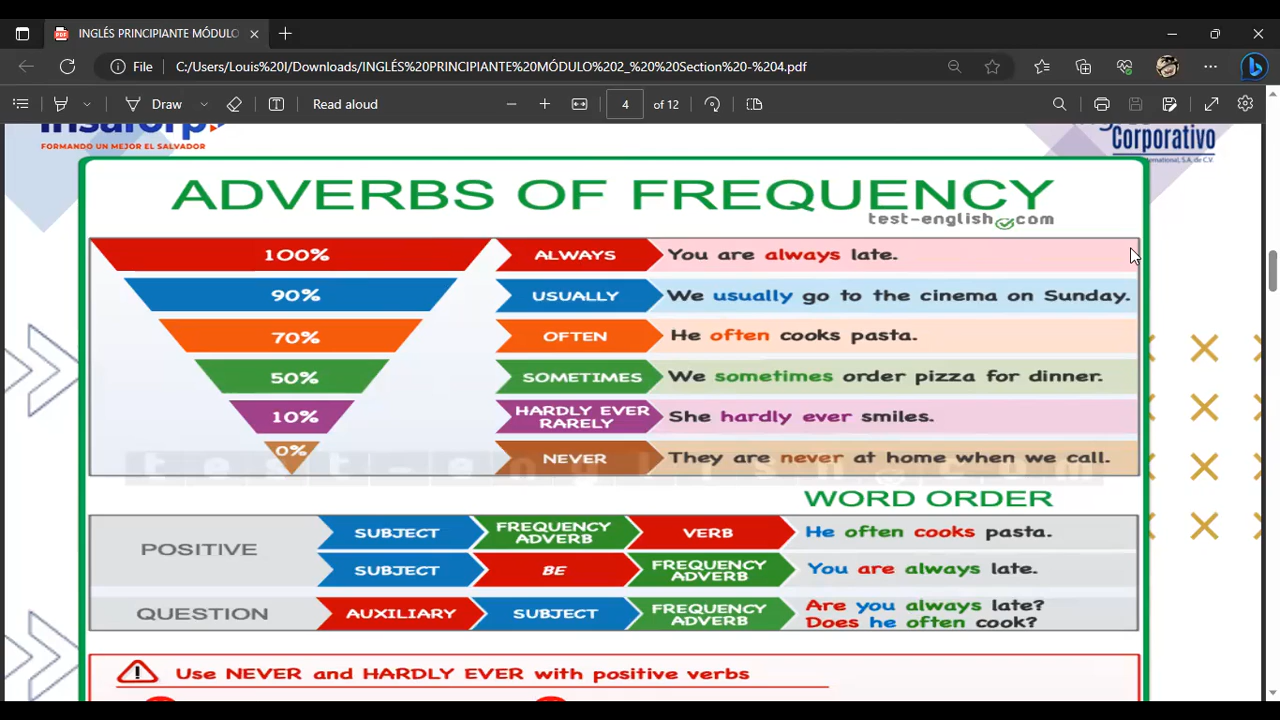 INGLÉS PRINCIPIANTE MÓDULO
File C:/Users/Louis%20I/Downloads/INGLÉS%20PRINCIPIANTE%20MÓDULO%202_%20%20Section%20-%204.pdf
Draw Read aloud 4 of 12
FORMANDO UN MEJOR EL SALVADOR
Corporativo
International, S.A. de C.V.
ADVERBS OF FREQUENCY
test-english.com
100% ALWAYS You are always late.
90% USUALLY We usually go to the cinema on Sunday.
70% OFTEN He often cooks pasta.
50% SOMETIMES We sometimes order pizza for dinner.
10% HARDLY EVER RARELY She hardly ever smiles.
0% NEVER They are never at home when we call.
test-english.com
WORD ORDER
POSITIVE SUBJECT FREQUENCY ADVERB VERB He often cooks pasta.
SUBJECT BE FREQUENCY ADVERB You are always late.
QUESTION AUXILIARY SUBJECT FREQUENCY ADVERB Are you always late?
Does he often cook?
! Use NEVER and HARDLY EVER with positive verbs